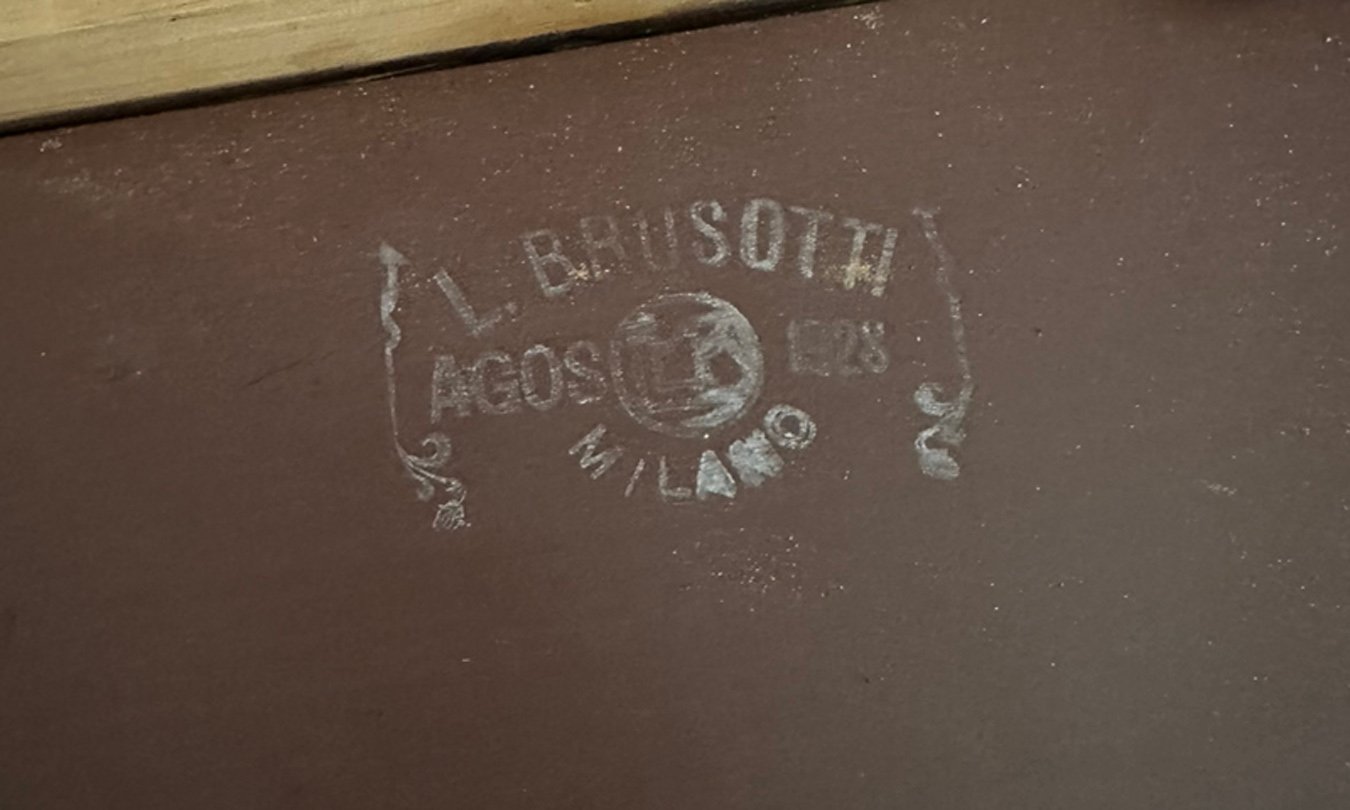 L. BRUSOTTI
AGOS 1928
MILANO